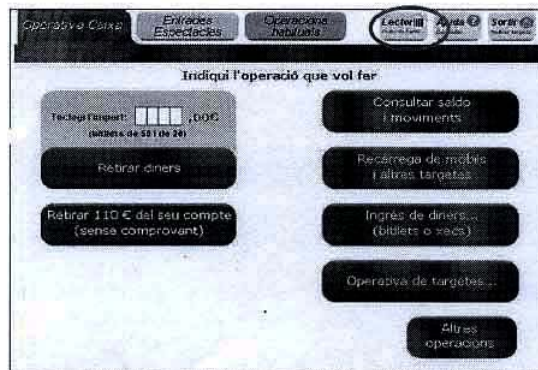 Operativa Caixa
Entrades
Espectacles
Operacions
habituals
Lector
Ajuda
Sortir
Indiqui l'operació que vol fer
Teclegi l'import: ,00€
(bitllets de 50 i de 20)
Retirar diners
Retirar 110 € del seu compte
(sense comprovant)
Consultar saldo
i moviments
Recàrrega de mòbils
i altres targetes
Ingrés de diners...
(bitllets o xecs)
Operativa de targetes...
Altres
operacions